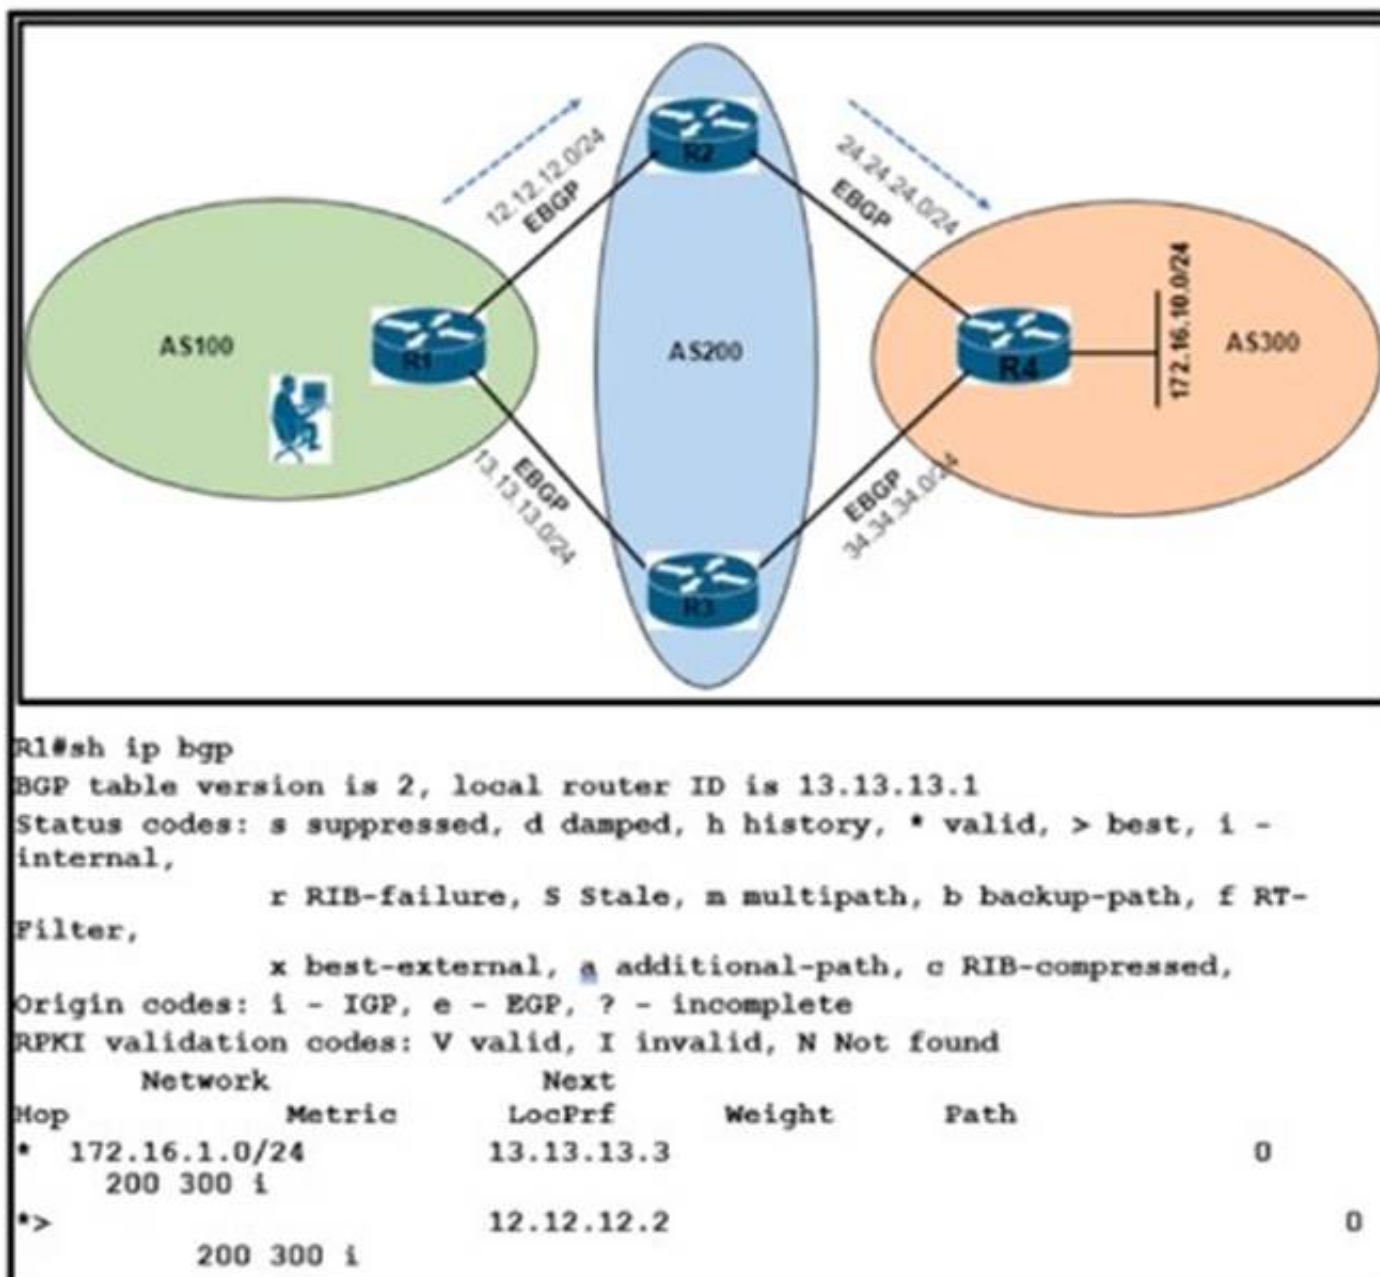 R2
12.12.12.0/24
EBGP
24.24.24.0/24
EBGP
AS100
R1
AS200
R4
172.16.10.0/24
AS300
EBGP
13.13.13.0/24
EBGP
34.34.34.0/24
R3
R1#sh ip bgp
BGP table version is 2, local router ID is 13.13.13.1
Status codes: s suppressed, d damped, h history, * valid, > best, i -
internal,
r RIB-failure, S Stale, m multipath, b backup-path, f RT-
Filter,
x best-external, a additional-path, c RIB-compressed,
Origin codes: i - IGP, e - EGP, ? - incomplete
RPKI validation codes: V valid, I invalid, N Not found
Network Next
Hop Metric LocPrf Weight Path
* 172.16.1.0/24 13.13.13.3 0
200 300 i
*> 12.12.12.2 0
200 300 i